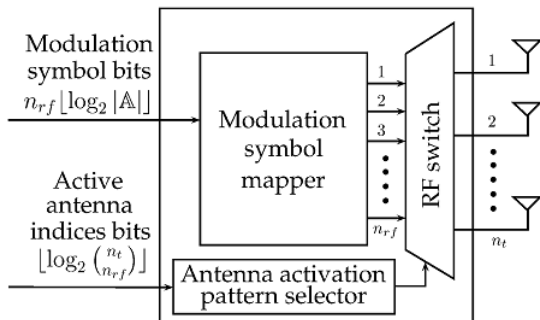 Modulation
symbol bits
n_{rf}⌊log_2 |𝔸|⌋
Active
antenna
indices bits
⌊log_2 \binom{n_t}{n_{rf}}⌋
Modulation
symbol
mapper
1
2
3
n_{rf}
RF switch
1
2
n_t
Antenna activation
pattern selector